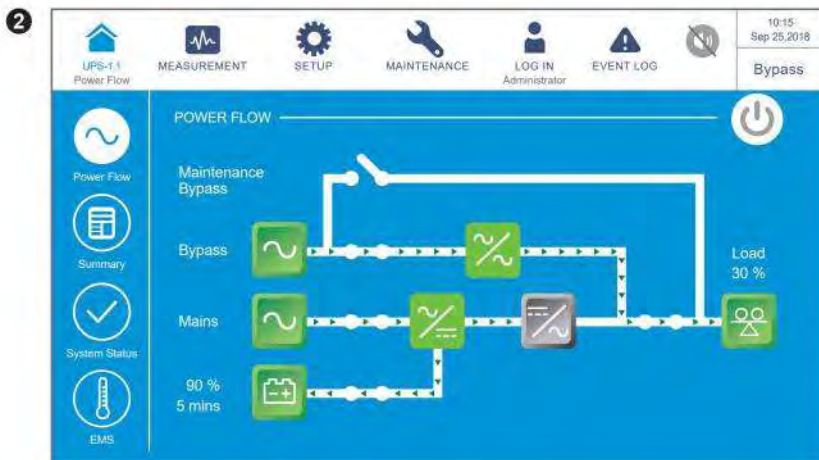 2
UPS-1.1
Power Flow
MEASUREMENT
SETUP
MAINTENANCE
LOG IN
Administrator
EVENT LOG
10:15
Sep 25,2018
Bypass
POWER FLOW
Power Flow
Summary
System Status
EMS
Maintenance
Bypass
Bypass
Mains
90 %
5 mins
Load
30 %